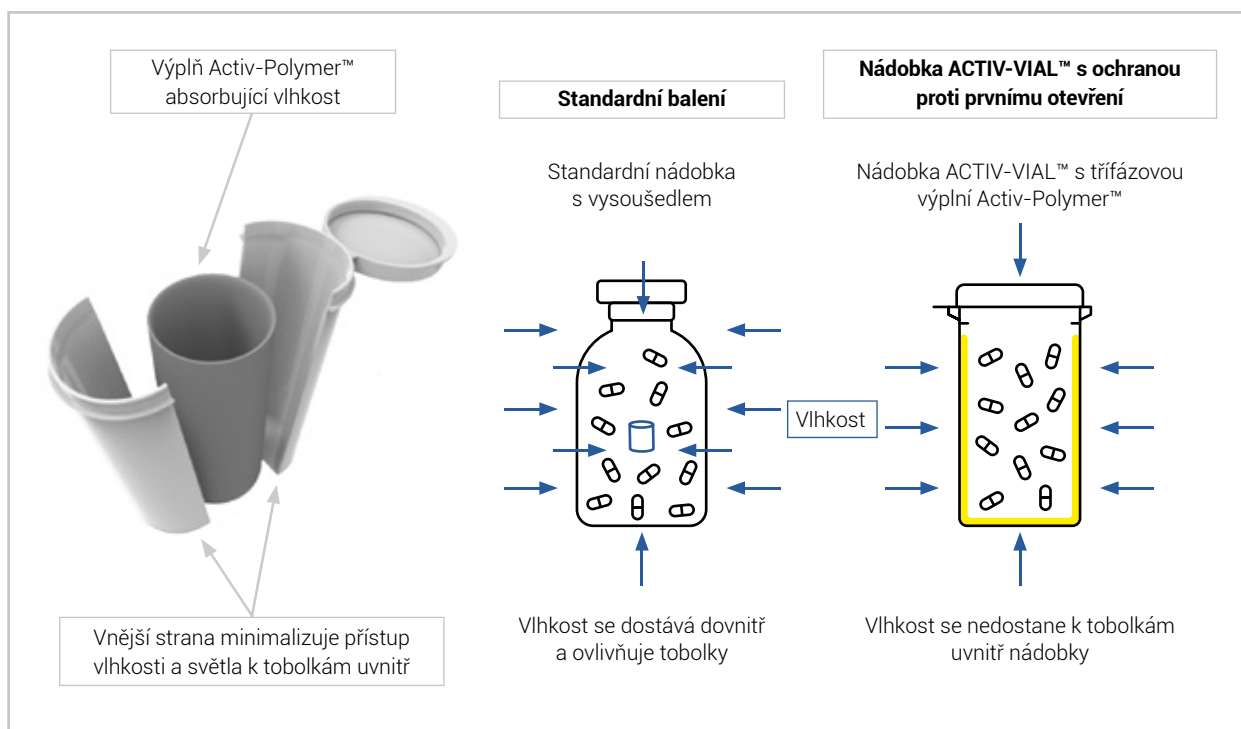 Výplň Activ-Polymer™
absorbující vlhkost
Vnější strana minimalizuje přístup
vlhkosti a světla k tobolkám uvnitř
Standardní balení
Standardní nádobka
s vysoušedlem
Vlhkost se dostává dovnitř
a ovlivňuje tobolky
Vlhkost
Nádobka ACTIV-VIAL™ s ochranou
proti prvnímu otevření
Nádobka ACTIV-VIAL™ s třífázovou
výplní Activ-Polymer™
Vlhkost se nedostane k tobolkám
uvnitř nádobky